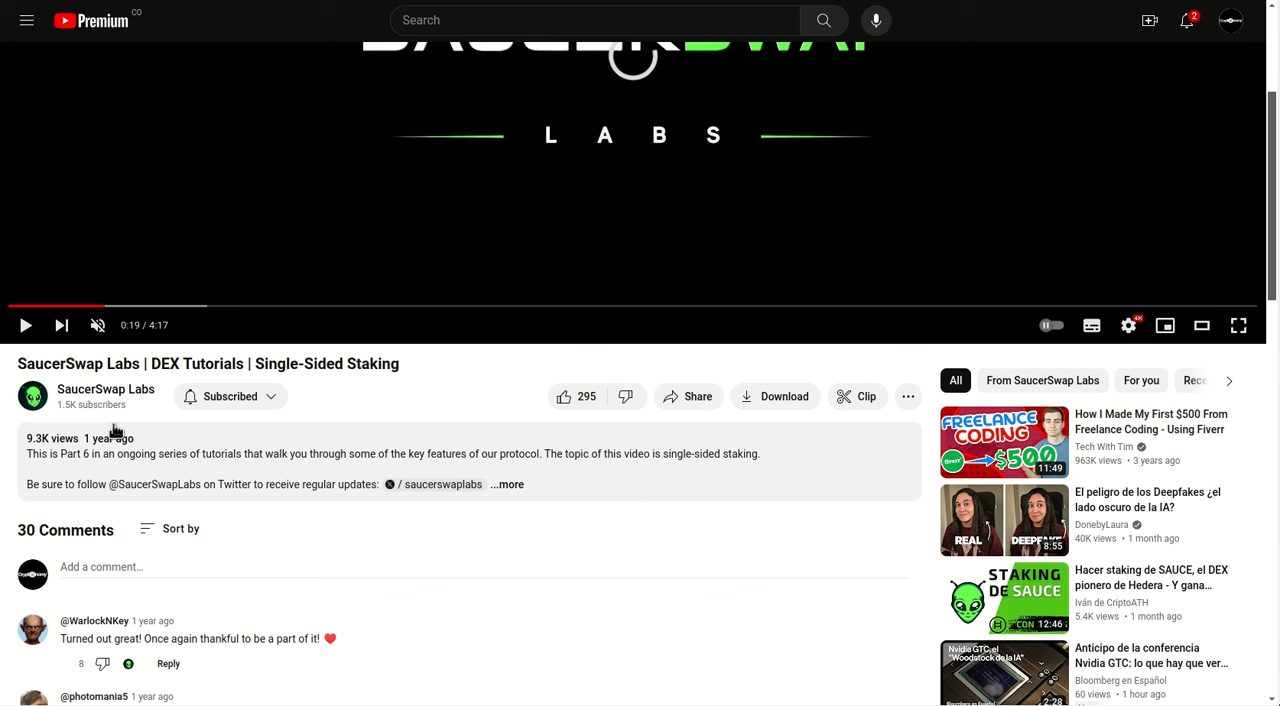 Premium CO
Search
2
LABS
0:19 / 4:17
SaucerSwap Labs | DEX Tutorials | Single-Sided Staking
SaucerSwap Labs
1.5K subscribers
Subscribed
295
Share
Download
Clip
9.3K views 1 year ago
This is Part 6 in an ongoing series of tutorials that walk you through some of the key features of our protocol. The topic of this video is single-sided staking.
Be sure to follow @SaucerSwapLabs on Twitter to receive regular updates: / saucerswaplabs ...more
30 Comments
Sort by
Add a comment...
@WarlockNKey 1 year ago
Turned out great! Once again thankful to be a part of it! ❤️
8
Reply
@photomania5 1 year ago
All
From SaucerSwap Labs
For you
Rece
FREELANCE
CODING
$500
11:49
How I Made My First $500 From
Freelance Coding - Using Fiverr
Tech With Tim
963K views • 3 years ago
REAL
DEEPFAKE
8:55
El peligro de los Deepfakes ¿el
lado oscuro de la IA?
DonebyLaura
40K views • 1 month ago
STAKING
DE SAUCE
CON
12:46
Hacer staking de SAUCE, el DEX
pionero de Hedera - Y gana...
Iván de CriptoATH
5.4K views • 1 month ago
Nvidia GTC, el
"Woodstock de la IA"
2:28
Anticipo de la conferencia
Nvidia GTC: lo que hay que ver...
Bloomberg en Español
60 views • 1 hour ago